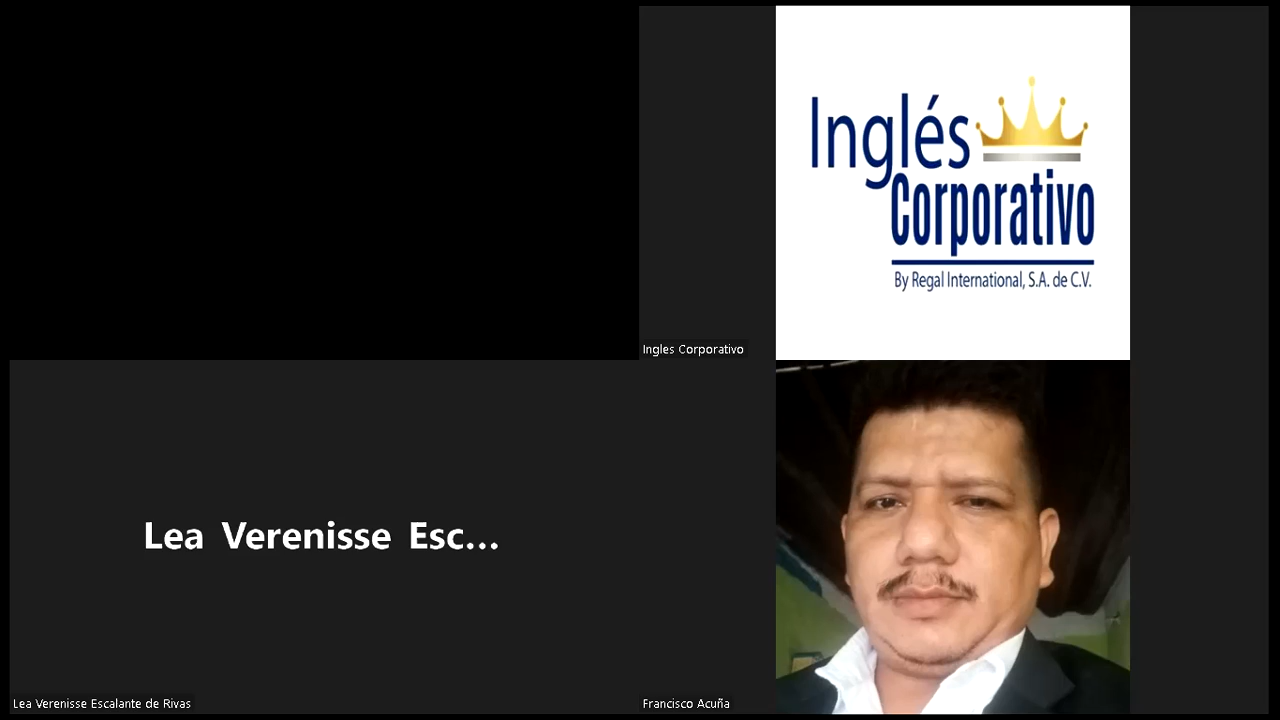 Inglés
Corporativo
By Regal International, S.A. de C.V.
Ingles Corporativo
Lea Verenisse Esc...
Lea Verenisse Escalante de Rivas
Francisco Acuña